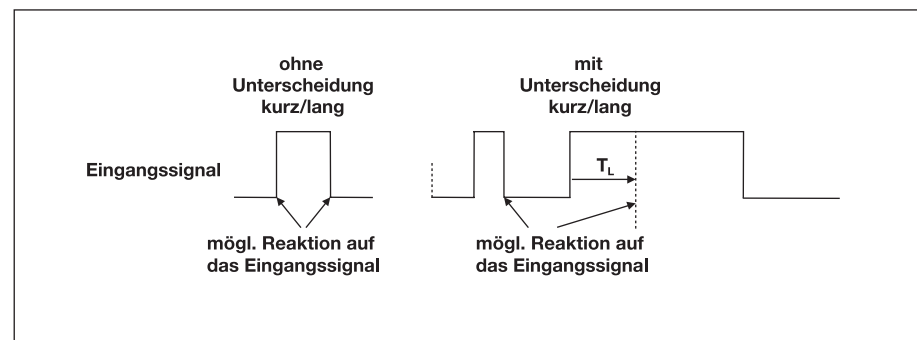 ohne
Unterscheidung
kurz/lang
mit
Unterscheidung
kurz/lang
Eingangssignal
TL
mögl. Reaktion auf
das Eingangssignal
mögl. Reaktion auf
das Eingangssignal